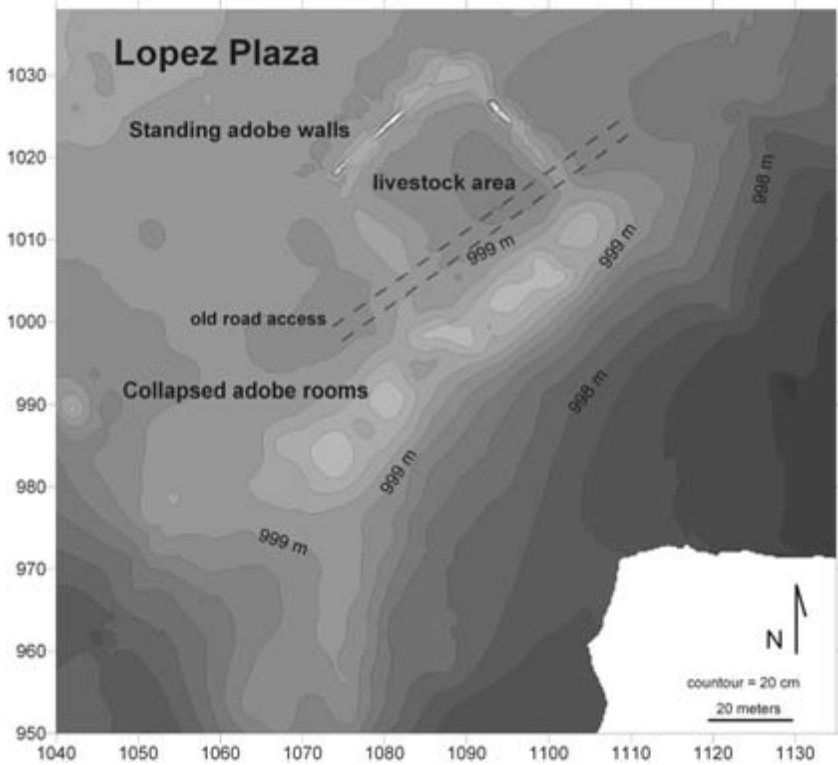 Lopez Plaza
1030
Standing adobe walls
1020
livestock area
998 m
1010
999 m
999 m
old road access
1000
Collapsed adobe rooms
998 m
990
999 m
980
999 m
970
960
N
countour = 20 cm
20 meters
950
1040 1050 1060 1070 1080 1090 1100 1110 1120 1130